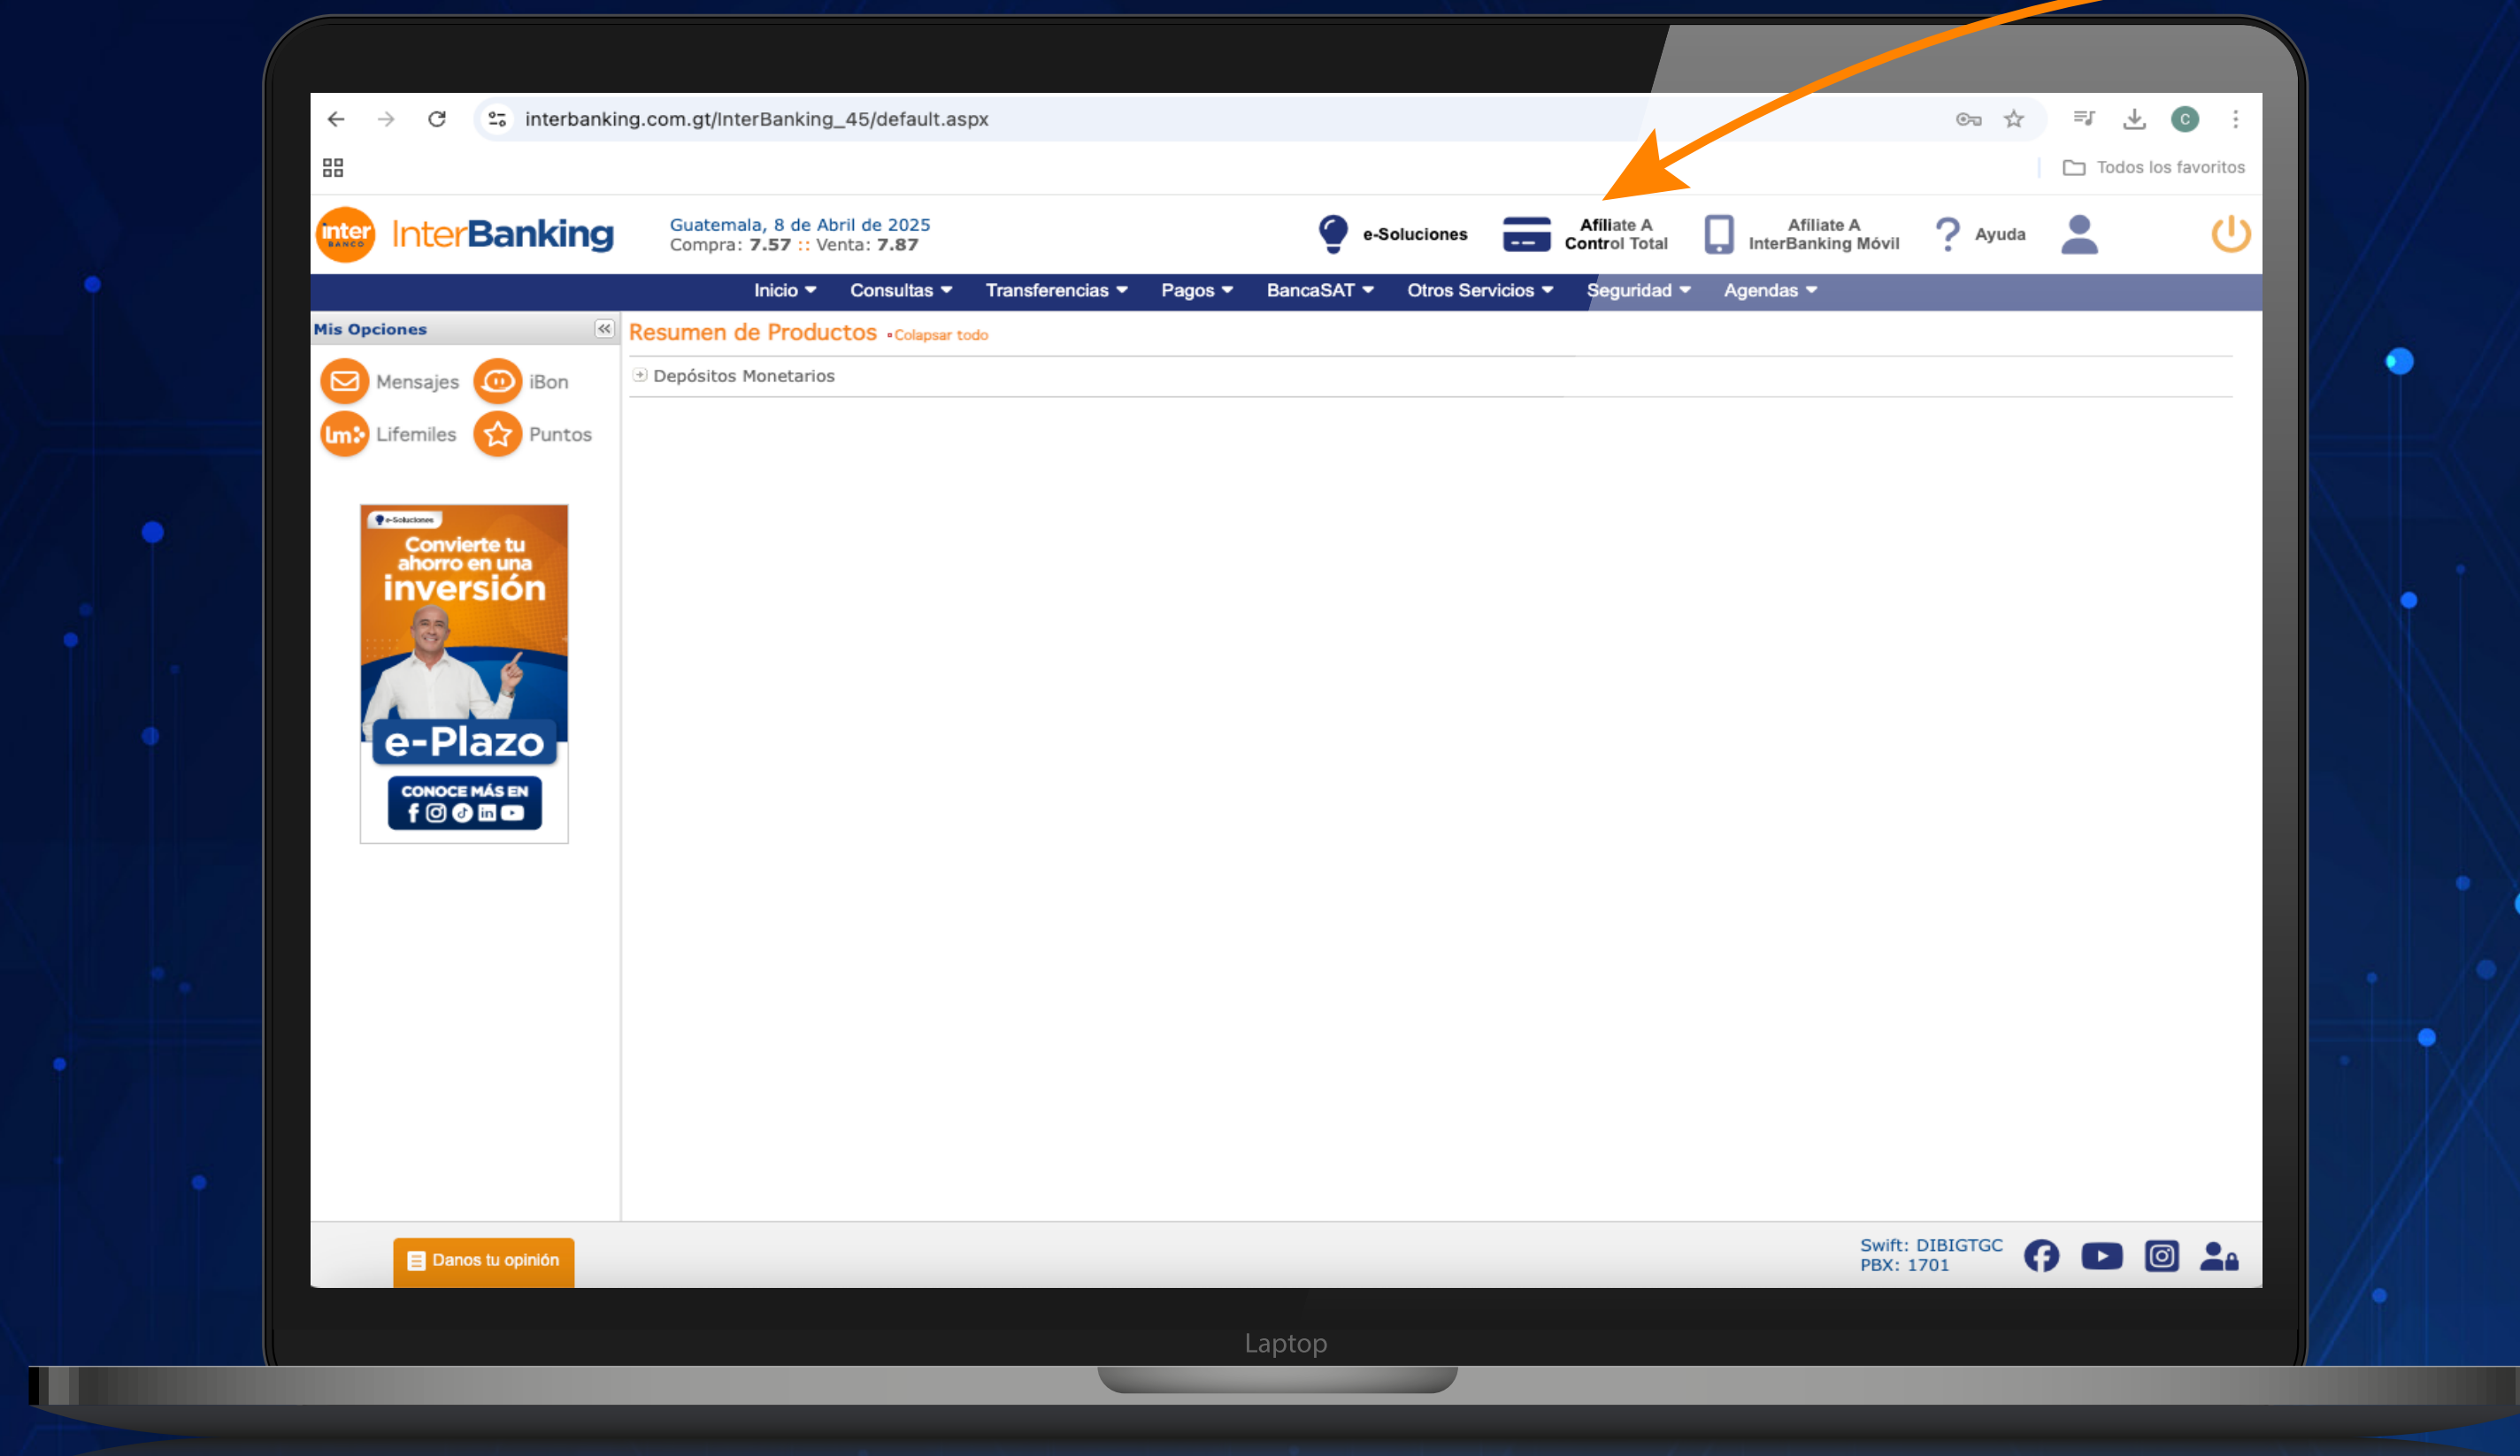 interbanking.com.gt/InterBanking_45/default.aspx
C
Todos los favoritos
inter
BANCO
InterBanking
Guatemala, 8 de Abril de 2025
Compra: 7.57 :: Venta: 7.87
e-Soluciones
Afíliate A
Control Total
Afíliate A
InterBanking Móvil
? Ayuda
Inicio Consultas Transferencias Pagos BancaSAT Otros Servicios Seguridad Agendas
Mis Opciones
Resumen de Productos Colapsar todo
Depósitos Monetarios
Mensajes iBon
lm Lifemiles Puntos
e-Soluciones
Convierte tu
ahorro en una
inversión
e-Plazo
CONOCE MÁS EN
Danos tu opinión
Swift: DIBIGTGC
PBX: 1701
Laptop